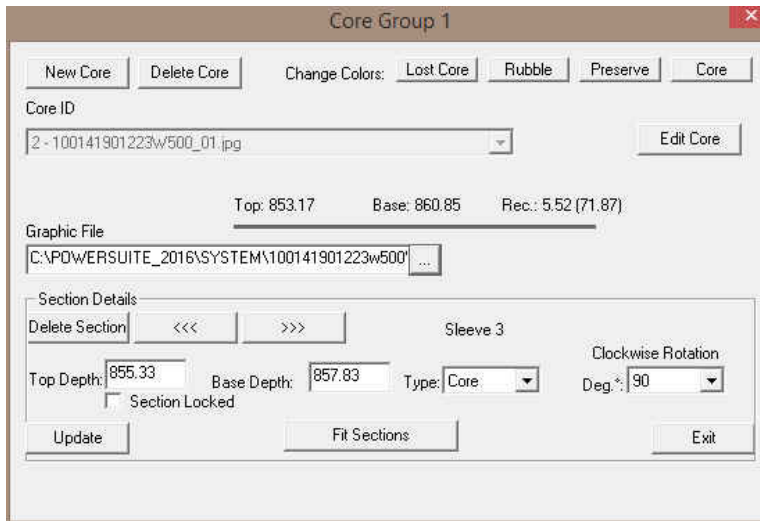 Core Group 1
New Core Delete Core Change Colors: Lost Core Rubble Preserve Core
Core ID
2 - 100141901223W500_01.jpg Edit Core
Top: 853.17 Base: 860.85 Rec.: 5.52 (71.87)
Graphic File
C:\POWERSUITE_2016\SYSTEM\100141901223w500' ...
Section Details
Delete Section <<< >>> Sleeve 3
Clockwise Rotation
Top Depth: 855.33 Base Depth: 857.83 Type: Core Deg.*: 90
Section Locked
Update Fit Sections Exit